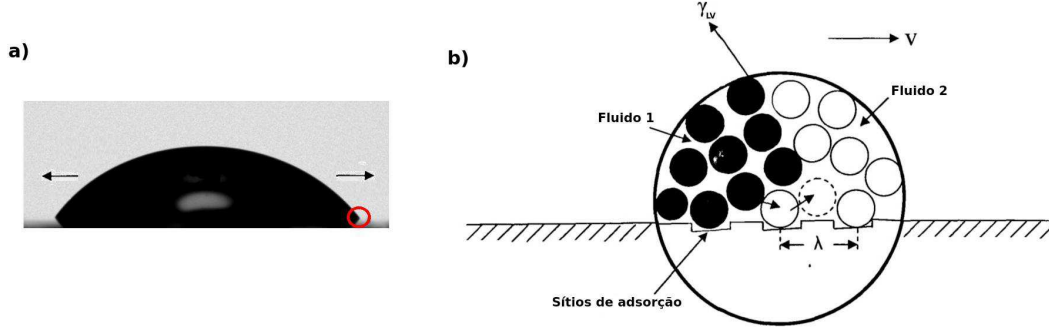 a)
b)
γLV
V
Fluido 1
Fluido 2
λ
Sítios de adsorção